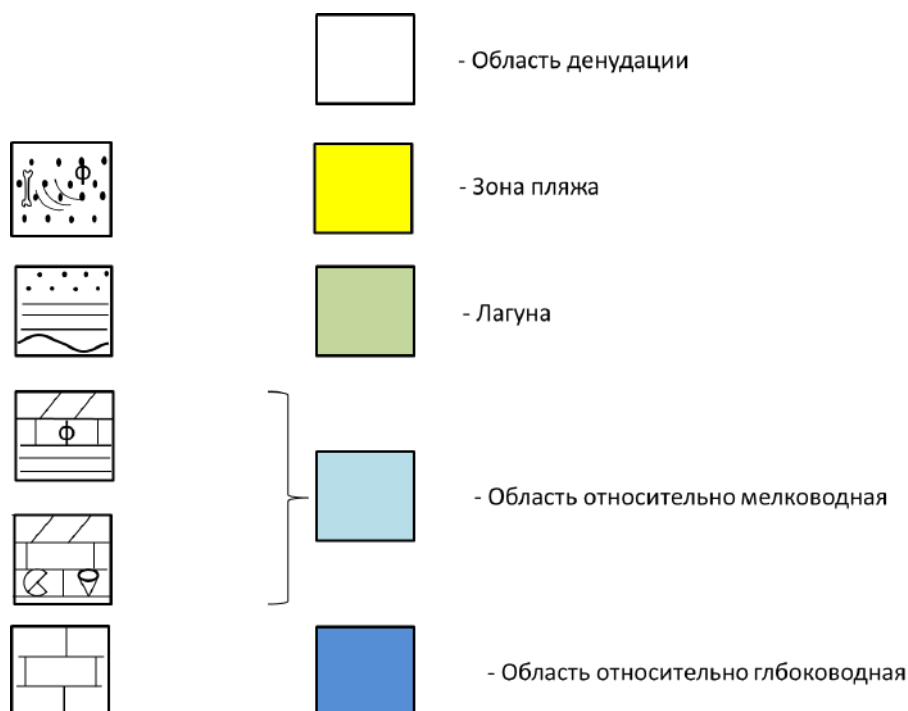 - Область денудации
- Зона пляжа
- Лагуна
- Область относительно мелководная
- Область относительно глбоководная